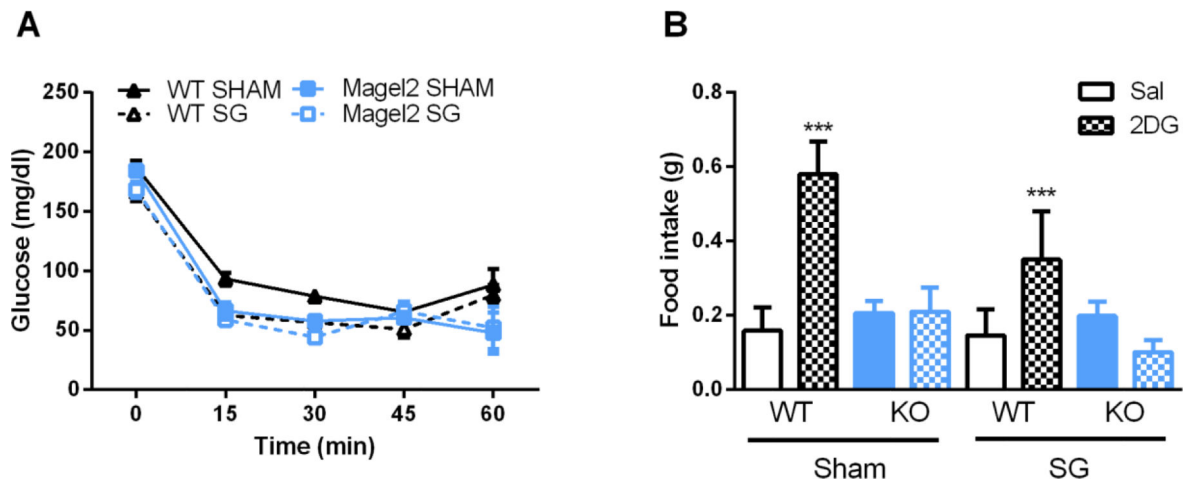 A
WT SHAM
Magel2 SHAM
WT SG
Magel2 SG
Glucose (mg/dl)
250
200
150
100
50
0
0 15 30 45 60
Time (min)
B
Sal
2DG
Food intake (g)
0.8
0.6
0.4
0.2
0.0
***
***
WT KO WT KO
Sham SG